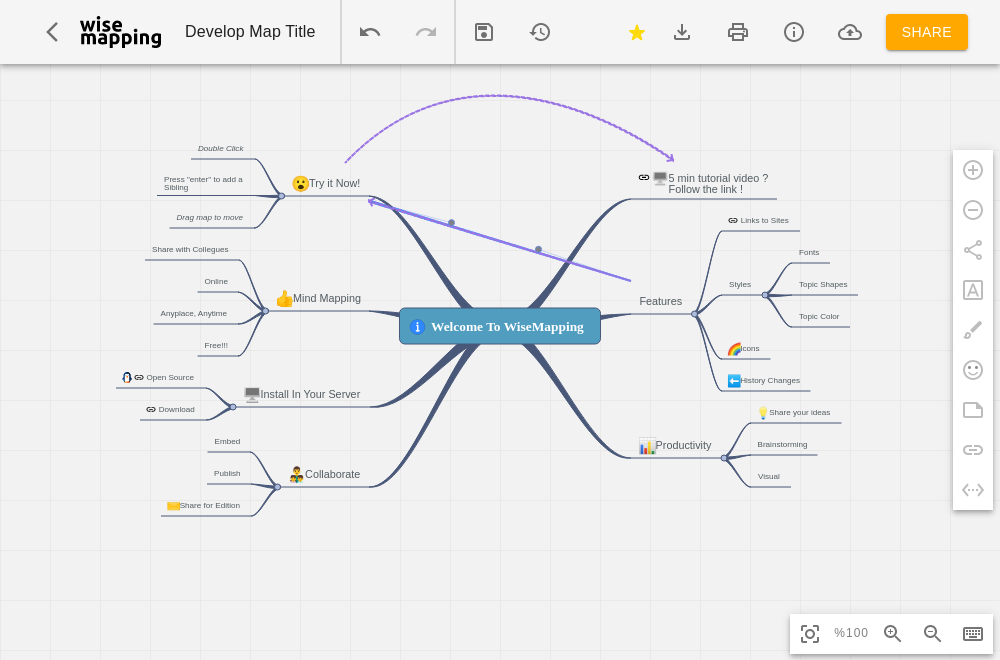 wise
mapping
Develop Map Title
SHARE
Double Click
Press "enter" to add a
Sibling
Drag map to move
Try it Now!
Share with Collegues
Online
Anyplace, Anytime
Free!!!
Mind Mapping
Open Source
Download
Install In Your Server
Embed
Publish
Share for Edition
Collaborate
Welcome To WiseMapping
5 min tutorial video ?
Follow the link !
Links to Sites
Fonts
Styles
Topic Shapes
Topic Color
Features
Icons
History Changes
Share your ideas
Productivity
Brainstorming
Visual
A
%100